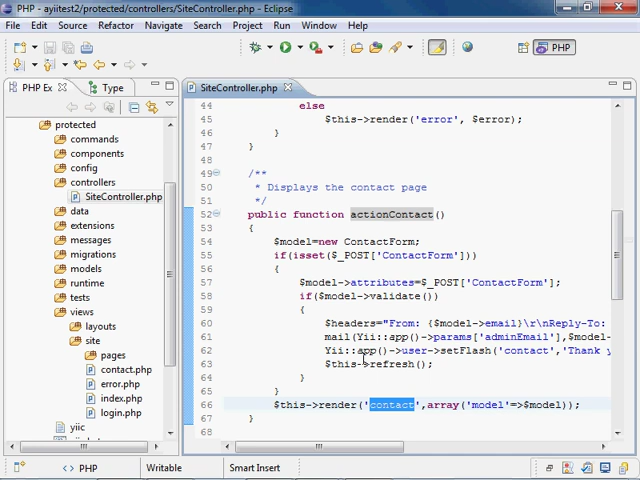 PHP - ayiitest2/protected/controllers/SiteController.php - Eclipse
File Edit Source Refactor Navigate Search Project Run Window Help
PHP
PHP Ex Type
SiteController.php
protected
commands
components
config
controllers
SiteController.php
data
extensions
messages
migrations
models
runtime
tests
views
layouts
site
pages
contact.php
error.php
index.php
login.php
yiic
44 else
45 $this->render('error', $error);
46 }
47 }
48
49 /**
50 * Displays the contact page
51 */
52 public function actionContact()
53 {
54 $model=new ContactForm;
55 if(isset($_POST['ContactForm']))
56 {
57 $model->attributes=$_POST['ContactForm'];
58 if($model->validate())
59 {
60 $headers="From: {$model->email}\r\nReply-To:
61 mail(Yii::app()->params['adminEmail'],$model-
62 Yii::app()->user->setFlash('contact','Thank y
63 $this->refresh();
64 }
65 }
66 $this->render('contact',array('model'=>$model));
67 }
68
PHP Writable Smart Insert